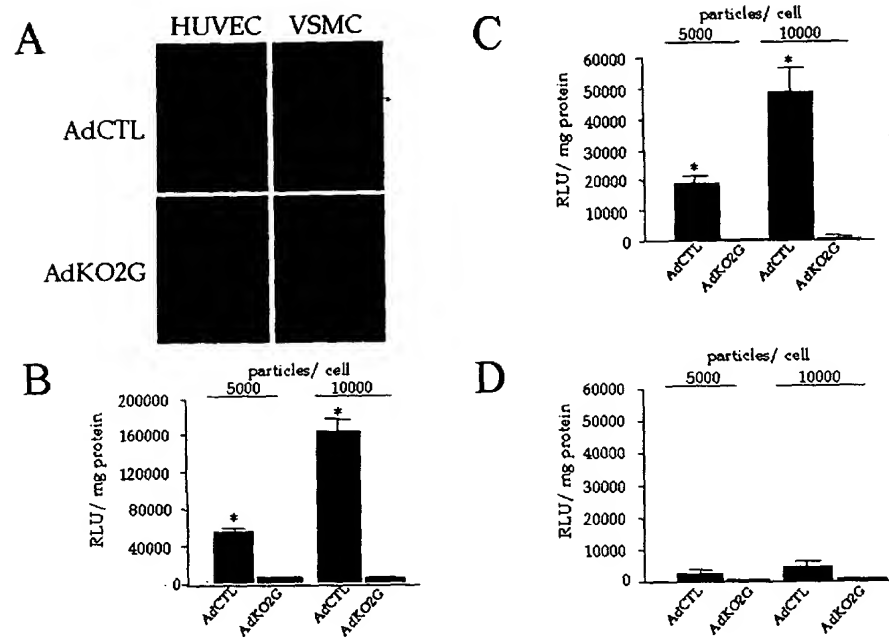 A
HUVEC VSMC
AdCTL
AdKO2G
B
particles/ cell
5000 10000
RLU/ mg protein
200000
160000
120000
80000
40000
0
*
*
AdCTL AdKO2G AdCTL AdKO2G
C
particles/ cell
5000 10000
RLU/ mg protein
60000
50000
40000
30000
20000
10000
0
*
*
AdCTL AdKO2G AdCTL AdKO2G
D
particles/ cell
5000 10000
RLU/ mg protein
60000
50000
40000
30000
20000
10000
0
AdCTL AdKO2G AdCTL AdKO2G